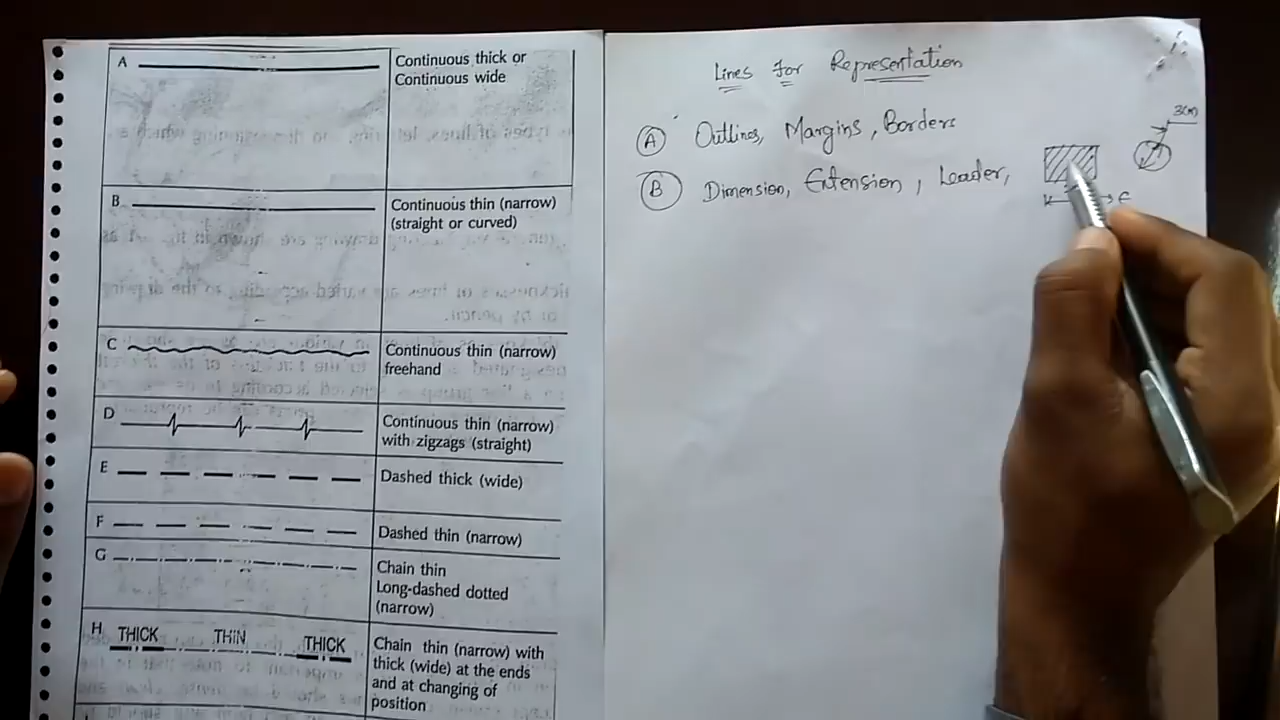 A
Continuous thick or
Continuous wide
B
Continuous thin (narrow)
(straight or curved)
C
Continuous thin (narrow)
freehand
D
Continuous thin (narrow)
with zigzags (straight)
E
Dashed thick (wide)
F
Dashed thin (narrow)
G
Chain thin
Long-dashed dotted
(narrow)
H THICK THIN THICK
Chain thin (narrow) with
thick (wide) at the ends
and at changing of
position
Lines For Representation
A Outlines, Margins, Borders
B Dimension, Extension, Leader,